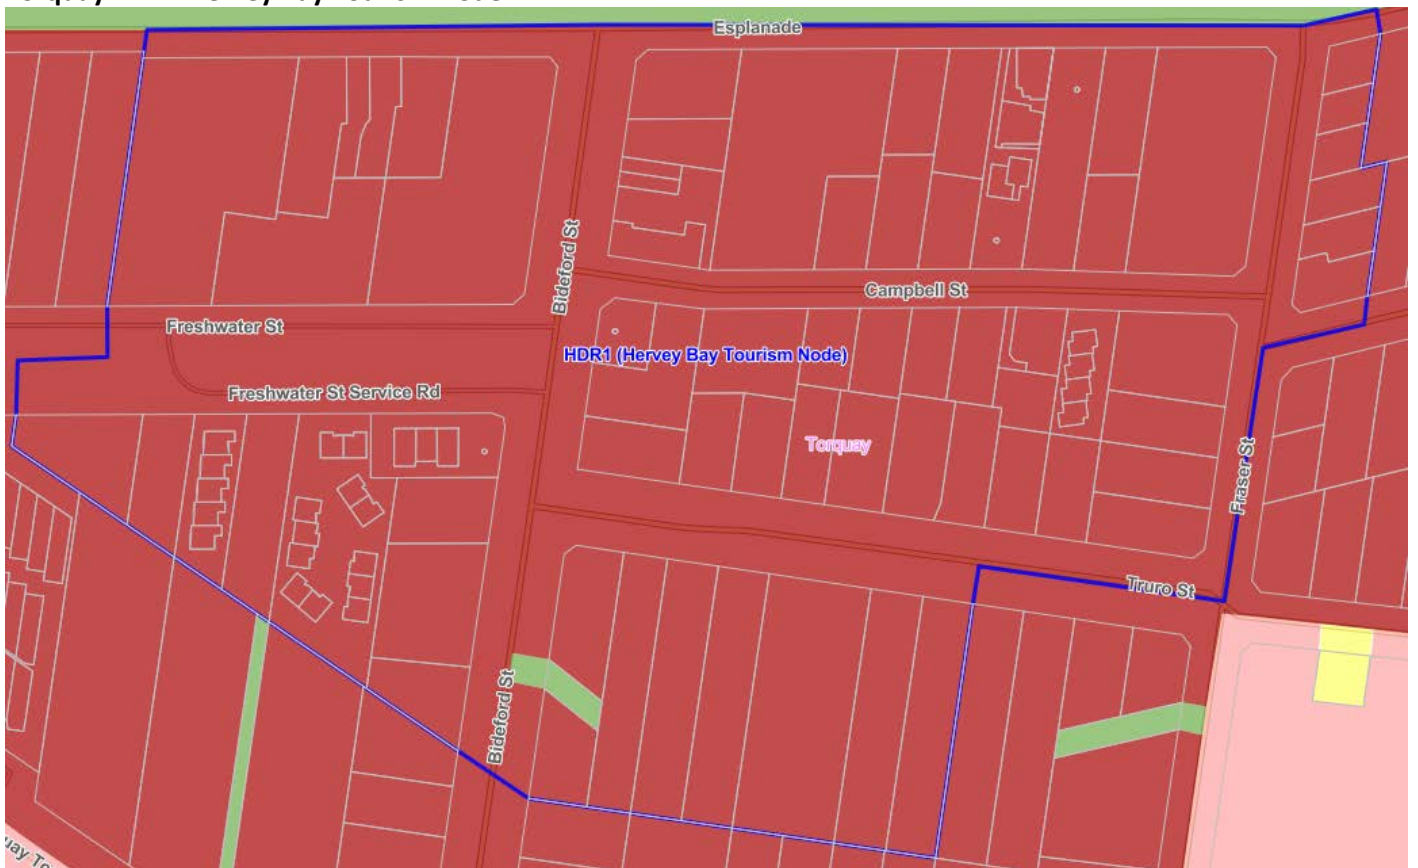 Esplanade
Bideford St
Campbell St
Freshwater St
HDR1 (Hervey Bay Tourism Node)
Freshwater St Service Rd
Torquay
Fraser St
Truro St
Bideford St